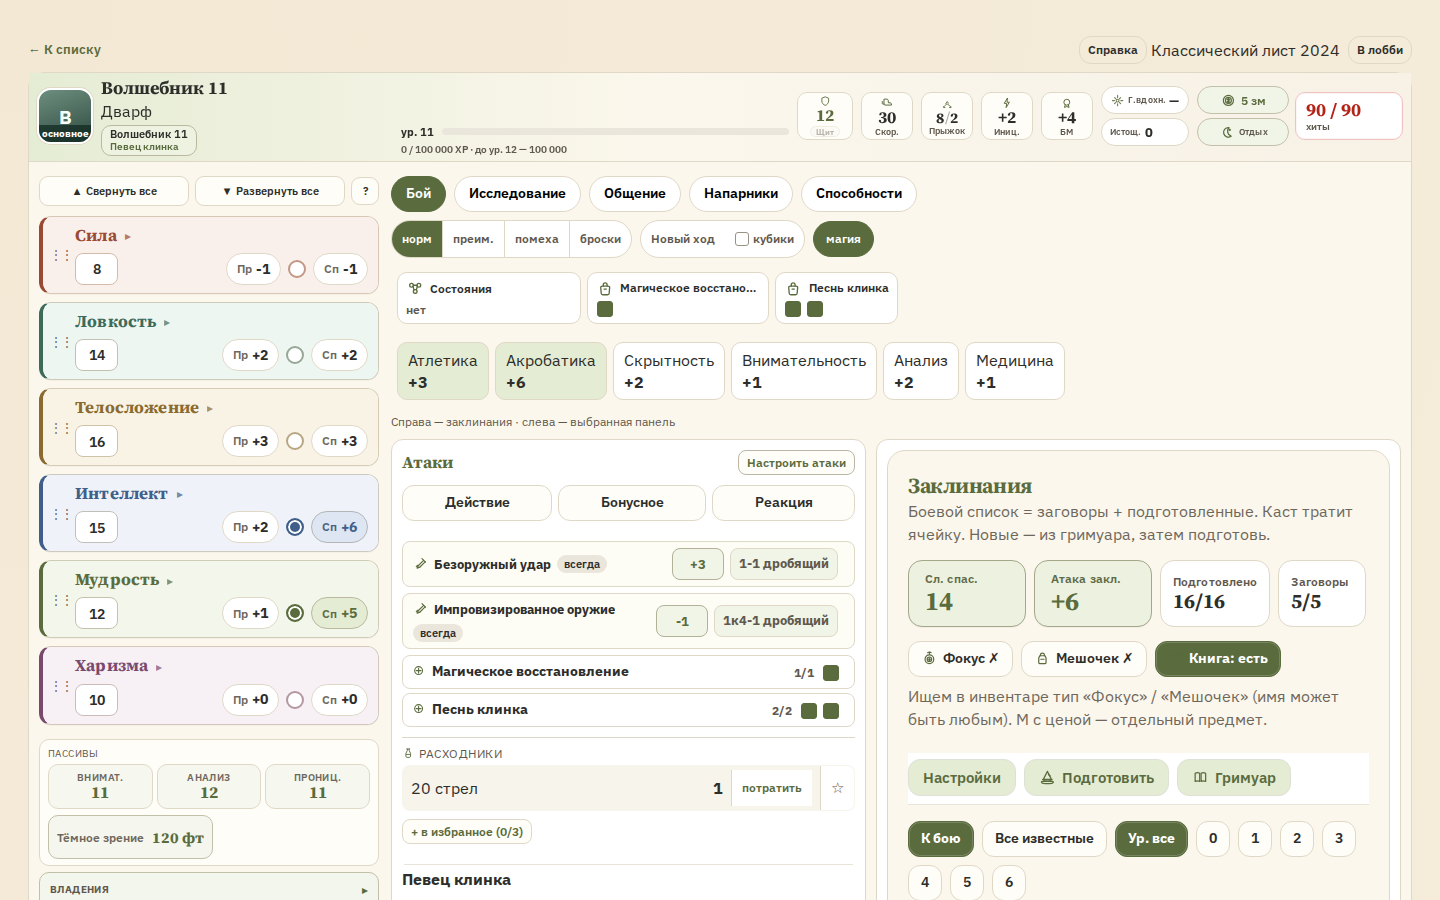 ← К списку
Справка
Классический лист 2024
В лобби
В
основное
Волшебник 11
Дварф
Волшебник 11
Певец клинка
ур. 11
0 / 100 000 XP · до ур. 12 — 100 000
12
Щит
30
Скор.
8/2
Прыжок
+2
Иниц.
+4
БМ
Г.вдохн. —
Истощ. 0
5 зм
Отдых
90 / 90
хиты
▲ Свернуть все
▼ Развернуть все
?
Сила ▸
8
Пр -1
Сп -1
Ловкость ▸
14
Пр +2
Сп +2
Телосложение ▸
16
Пр +3
Сп +3
Интеллект ▸
15
Пр +2
Сп +6
Мудрость ▸
12
Пр +1
Сп +5
Харизма ▸
10
Пр +0
Сп +0
ПАССИВЫ
ВНИМАТ.
11
АНАЛИЗ
12
ПРОНИЦ.
11
Тёмное зрение 120 фт
ВЛАДЕНИЯ ▸
Бой
Исследование
Общение
Напарники
Способности
норм
преим.
помеха
броски
Новый ход
кубики
магия
Состояния
нет
Магическое восстано...
Песнь клинка
Атлетика
+3
Акробатика
+6
Скрытность
+2
Внимательность
+1
Анализ
+2
Медицина
+1
Справа — заклинания · слева — выбранная панель
Атаки
Настроить атаки
Действие
Бонусное
Реакция
Безоружный удар всегда
+3
1-1 дробящий
Импровизированное оружие
всегда
-1
1к4-1 дробящий
Магическое восстановление
1/1
Песнь клинка
2/2
РАСХОДНИКИ
20 стрел
1
потратить
☆
+ в избранное (0/3)
Певец клинка
Заклинания
Боевой список = заговоры + подготовленные. Каст тратит
ячейку. Новые — из гримуара, затем подготовь.
Сл. спас.
14
Атака закл.
+6
Подготовлено
16/16
Заговоры
5/5
Фокус ✗
Мешочек ✗
Книга: есть
Ищем в инвентаре тип «Фокус» / «Мешочек» (имя может
быть любым). М с ценой — отдельный предмет.
Настройки
Подготовить
Гримуар
К бою
Все известные
Ур. все
0
1
2
3
4
5
6